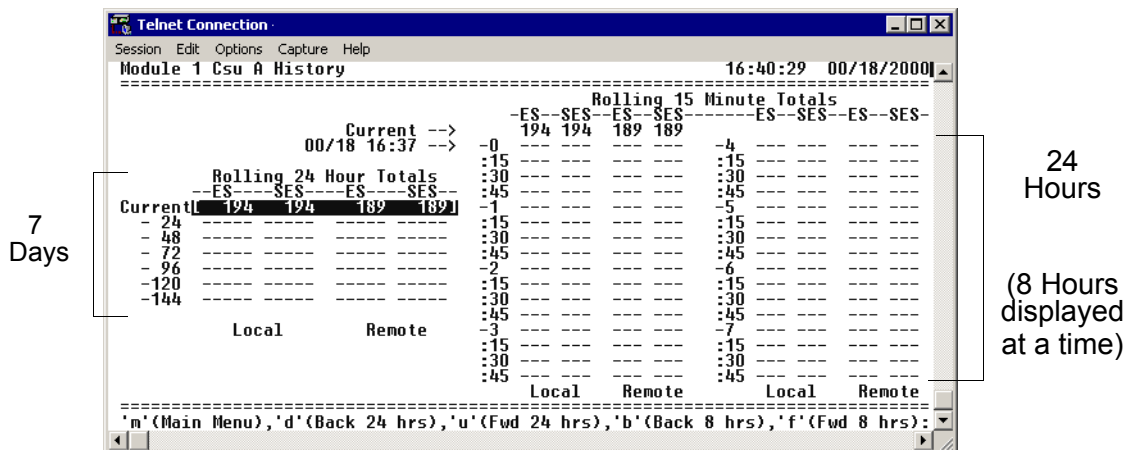 Telnet Connection -
Session Edit Options Capture Help
Module 1 Csu A History 16:40:29 00/18/2000
================================================================================
Rolling 15 Minute Totals
-ES--SES--ES--SES-------ES--SES--ES--SES-
Current --> 194 194 189 189
00/18 16:37 --> -0 --- --- --- --- -4 --- --- --- ---
:15 --- --- --- --- :15 --- --- --- ---
Rolling 24 Hour Totals :30 --- --- --- --- :30 --- --- --- ---
--ES----SES----ES----SES-- :45 --- --- --- --- :45 --- --- --- ---
Current[ 194 194 189 189] -1 --- --- --- --- -5 --- --- --- ---
- 24 ----- ----- ----- ----- :15 --- --- --- --- :15 --- --- --- ---
- 48 ----- ----- ----- ----- :30 --- --- --- --- :30 --- --- --- ---
- 72 ----- ----- ----- ----- :45 --- --- --- --- :45 --- --- --- ---
- 96 ----- ----- ----- ----- -2 --- --- --- --- -6 --- --- --- ---
-120 ----- ----- ----- ----- :15 --- --- --- --- :15 --- --- --- ---
-144 ----- ----- ----- ----- :30 --- --- --- --- :30 --- --- --- ---
:45 --- --- --- --- :45 --- --- --- ---
Local Remote -3 --- --- --- --- -7 --- --- --- ---
:15 --- --- --- --- :15 --- --- --- ---
:30 --- --- --- --- :30 --- --- --- ---
:45 --- --- --- --- :45 --- --- --- ---
Local Remote Local Remote
================================================================================
'm'(Main Menu),'d'(Back 24 hrs),'u'(Fwd 24 hrs),'b'(Back 8 hrs),'f'(Fwd 8 hrs):
7
Days
24
Hours
(8 Hours
displayed
at a time)